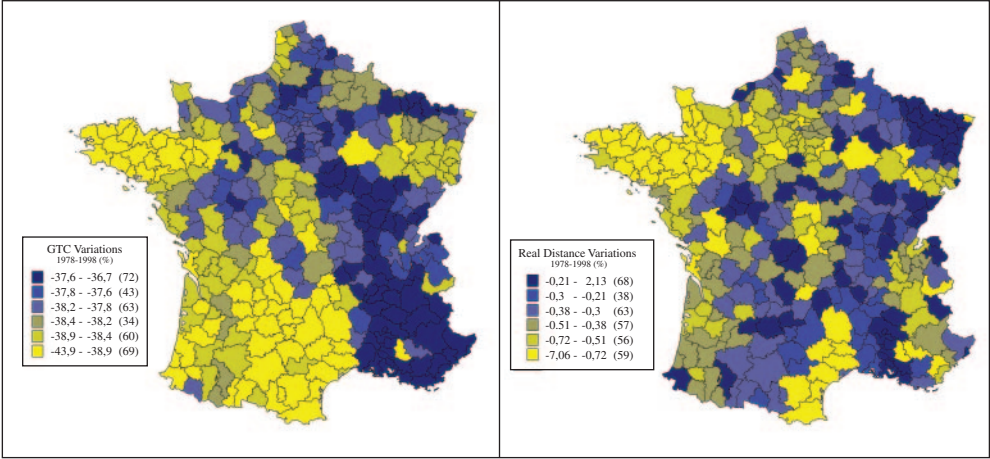 GTC Variations
1978-1998 (%)
-37,6 - -36,7 (72)
-37,8 - -37,6 (43)
-38,2 - -37,8 (63)
-38,4 - -38,2 (34)
-38,9 - -38,4 (60)
-43,9 - -38,9 (69)
Real Distance Variations
1978-1998 (%)
-0,21 - 2,13 (68)
-0,3 - -0,21 (38)
-0,38 - -0,3 (63)
-0.51 - -0,38 (57)
-0,72 - -0,51 (56)
-7,06 - -0,72 (59)